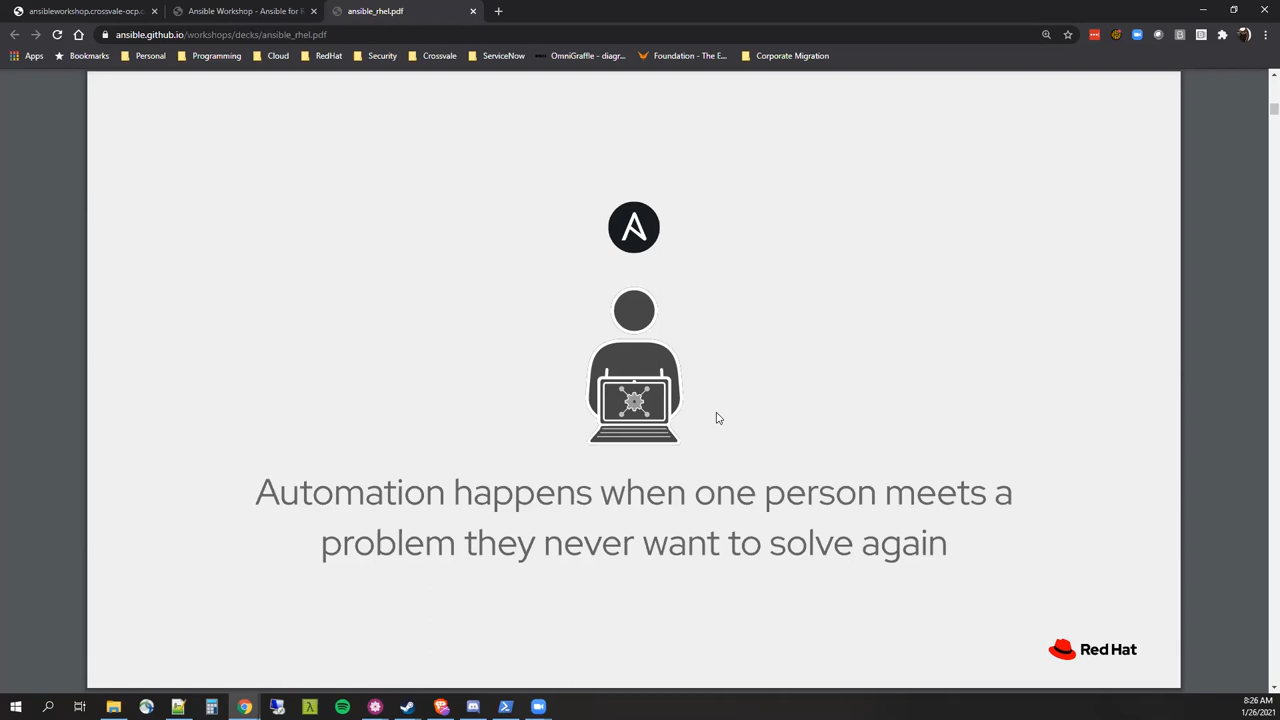 ansibleworkshop.crossvale-ocp.c
Ansible Workshop - Ansible for R
ansible_rhel.pdf
ansible.github.io/workshops/decks/ansible_rhel.pdf
Apps
Bookmarks
Personal
Programming
Cloud
RedHat
Security
Crossvale
ServiceNow
OmniGraffle - diagr...
Foundation - The E...
Corporate Migration
Automation happens when one person meets a
problem they never want to solve again
Red Hat
8:26 AM
1/26/2021